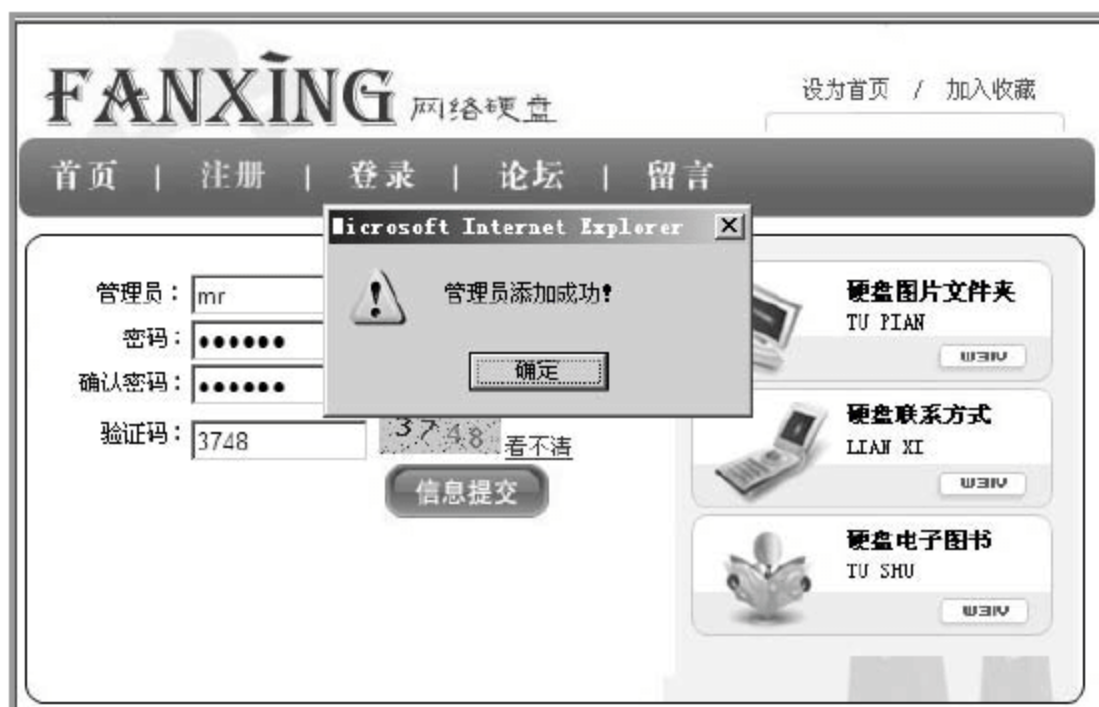 FANXING 网络硬盘
设为首页 / 加入收藏
首页 | 注册 | 登录 | 论坛 | 留言
Microsoft Internet Explorer
管理员添加成功!
确定
管理员: mr
密码: ●●●●●●
确认密码: ●●●●●●
验证码: 3748 3748 看不清
信息提交
硬盘图片文件夹
TU PIAN
VIEW
硬盘联系方式
LIAN XI
VIEW
硬盘电子图书
TU SHU
VIEW